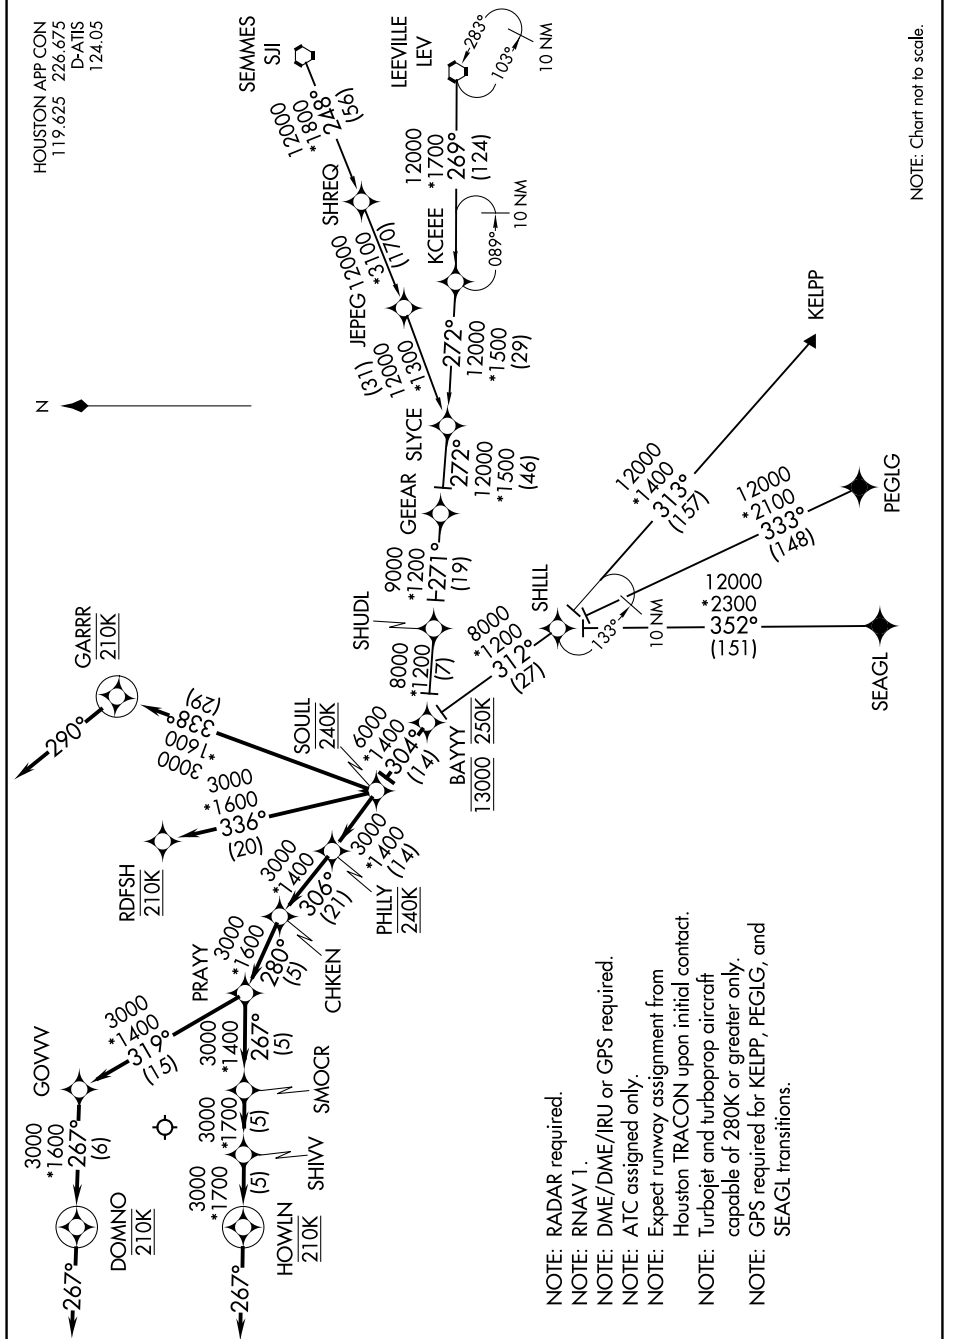 HOUSTON APP CON
119.625 226.675
D-ATIS
124.05
N
SEMMES
SJI
12000
*1800
248°
(56)
SHREQ
12000
*3100
(170)
JEPEG
(31)
12000
*1300
LEEVILLE
LEV
283°
103°
10 NM
12000
*1700
269°
(124)
KCEEE
089°
10 NM
272°
12000
*1500
(29)
SLYCE
272°
12000
*1500
(46)
GEEAR
9000
*1200
271°
(19)
SHUDL
8000
*1200
(7)
KELPP
12000
*1400
313°
(157)
PEGLG
12000
*2100
333°
(148)
SEAGL
12000
*2300
352°
(151)
SHLLL
133°
10 NM
8000
*1200
312°
(27)
BAYYY
13000 250K
6000
*1400
304°
(14)
SOULL
240K
GARRR
210K
290°
338°
(29)
*1600
3000
RDFSH
210K
3000
*1600
336°
(20)
3000
*1400
(14)
PHLLY
240K
3000
*1400
306°
(21)
CHKEN
3000
*1600
280°
(5)
PRAYY
3000
*1400
319°
(15)
GOVVV
3000
*1600
267°
(6)
DOMNO
210K
267°
3000
*1400
267°
(5)
SMOCR
3000
*1700
(5)
SHIVV
3000
*1700
(5)
HOWLN
210K
267°
NOTE: RADAR required.
NOTE: RNAV 1.
NOTE: DME/DME/IRU or GPS required.
NOTE: ATC assigned only.
NOTE: Expect runway assignment from
Houston TRACON upon initial contact.
NOTE: Turbojet and turboprop aircraft
capable of 280K or greater only.
NOTE: GPS required for KELPP, PEGLG, and
SEAGL transitions.
NOTE: Chart not to scale.